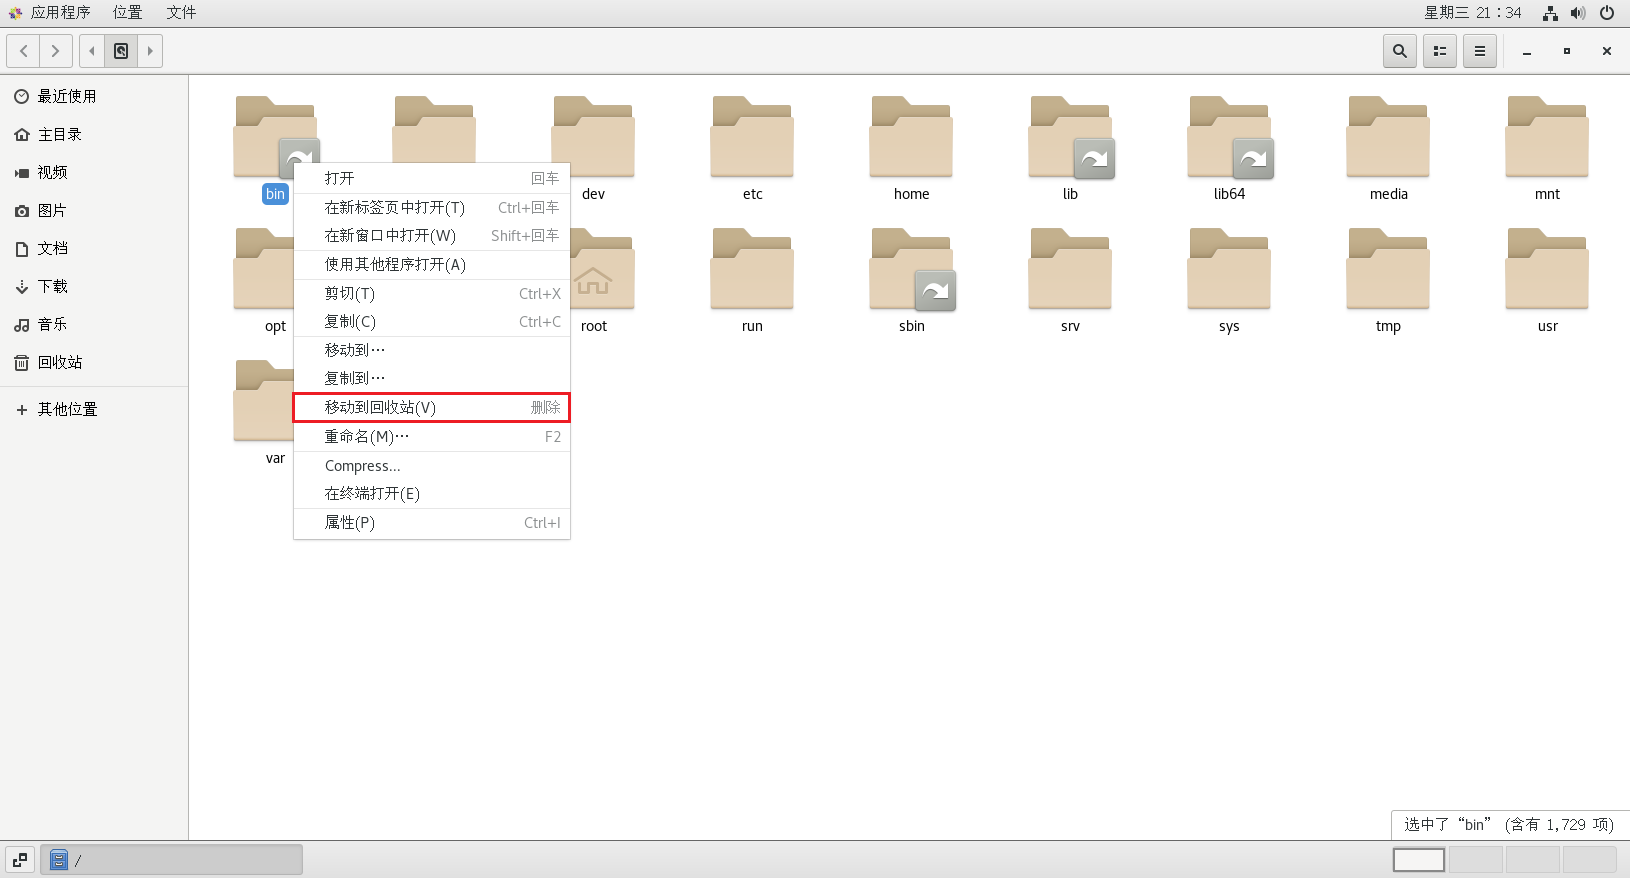 应用程序 位置 文件 星期三 21：34
最近使用
主目录
视频
图片
文档
下载
音乐
回收站
其他位置
bin
dev
etc
home
lib
lib64
media
mnt
opt
root
run
sbin
srv
sys
tmp
usr
var
打开 回车
在新标签页中打开(T) Ctrl+回车
在新窗口中打开(W) Shift+回车
使用其他程序打开(A)
剪切(T) Ctrl+X
复制(C) Ctrl+C
移动到…
复制到…
移动到回收站(V) 删除
重命名(M)… F2
Compress...
在终端打开(E)
属性(P) Ctrl+I
选中了“bin” (含有 1,729 项)
/